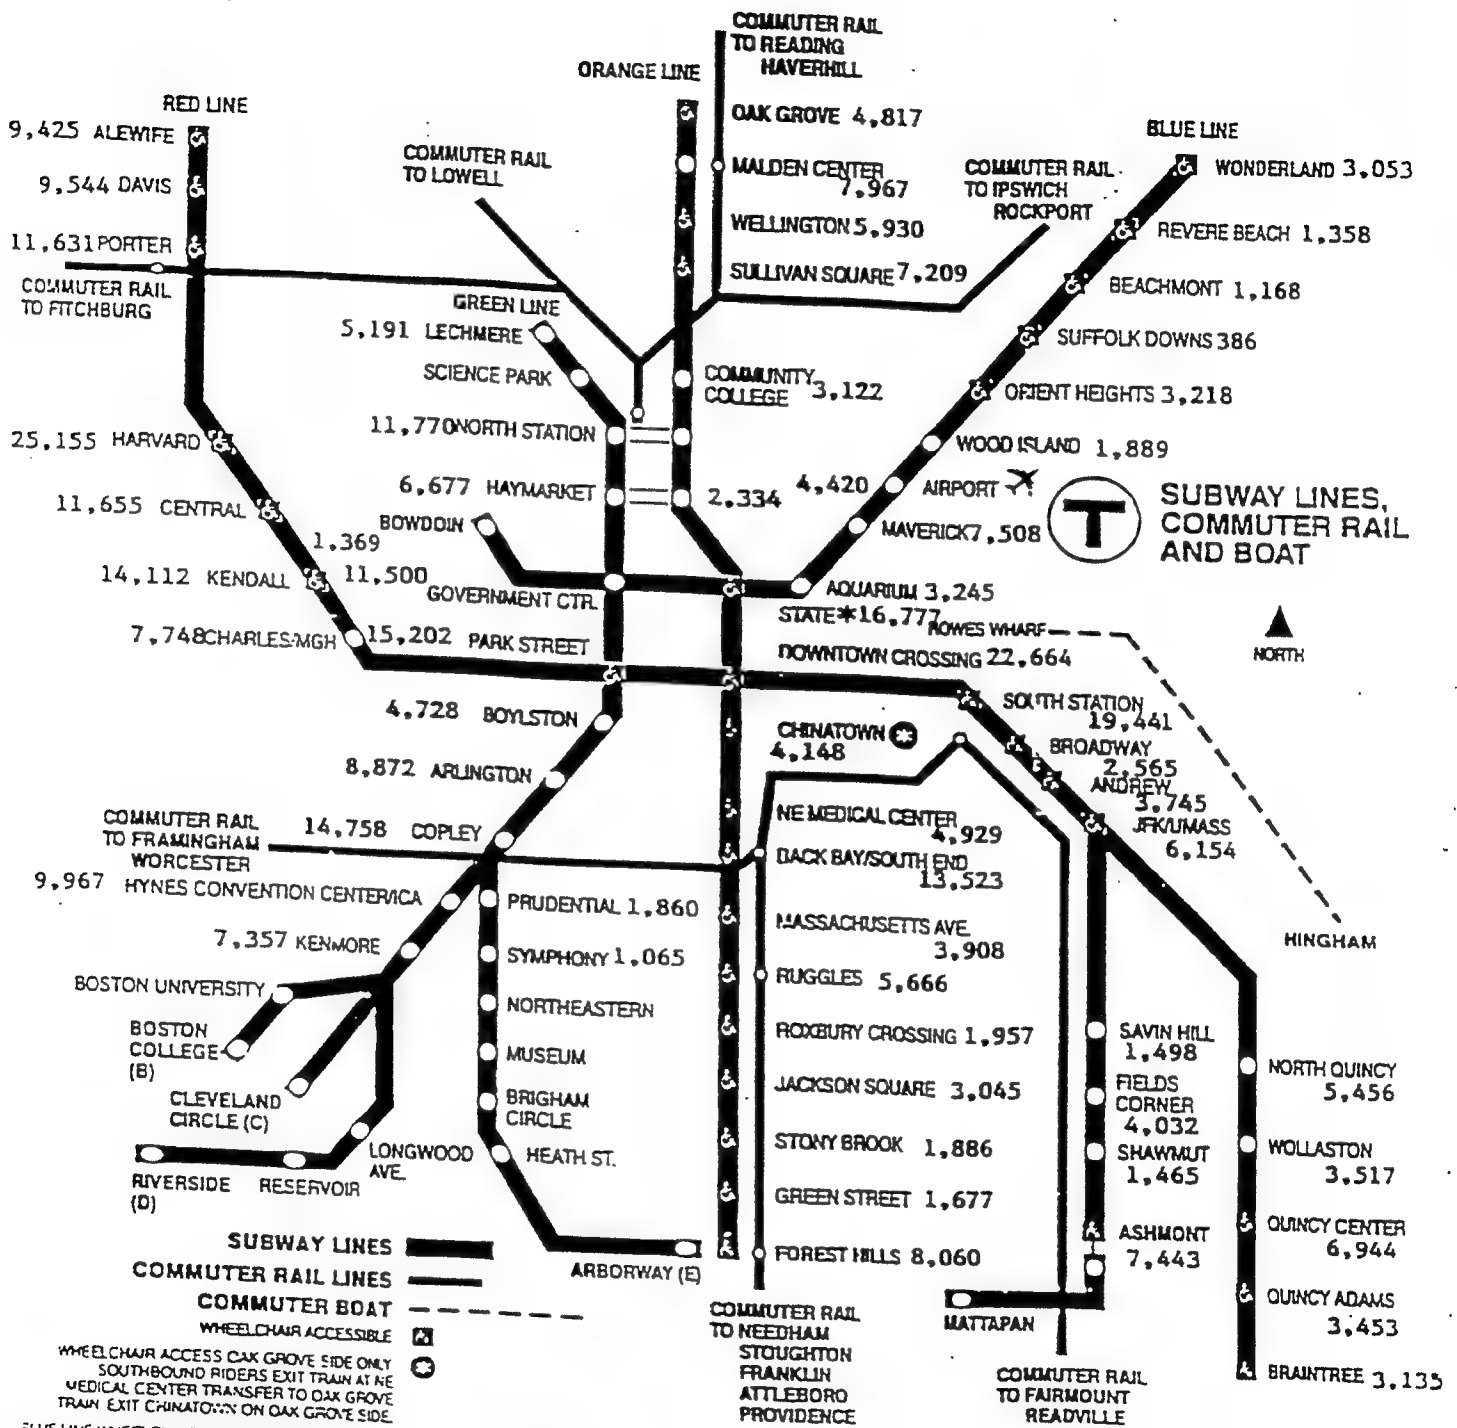 COMMUTER RAIL
TO READING
HAVERHILL
ORANGE LINE
RED LINE
9,425 ALEWIFE
OAK GROVE 4,817
BLUE LINE
COMMUTER RAIL
TO LOWELL
MALDEN CENTER
7,967
COMMUTER RAIL
TO IPSWICH
ROCKPORT
WONDERLAND 3,053
9,544 DAVIS
WELLINGTON 5,930
REVERE BEACH 1,358
11,631 PORTER
SULLIVAN SQUARE 7,209
BEACHMONT 1,168
COMMUTER RAIL
TO FITCHBURG
GREEN LINE
5,191 LECHMERE
SUFFOLK DOWNS 386
SCIENCE PARK
COMMUNITY
COLLEGE 3,122
ORIENT HEIGHTS 3,218
25,155 HARVARD
11,770 NORTH STATION
WOOD ISLAND 1,889
6,677 HAYMARKET
2,334
4,420 AIRPORT
11,655 CENTRAL
BOWDOIN
MAVERICK 7,508
T
SUBWAY LINES,
COMMUTER RAIL
AND BOAT
1,369
14,112 KENDALL
11,500
GOVERNMENT CTR.
AQUARIUM 3,245
STATE * 16,777
7,748 CHARLES-MGH
15,202 PARK STREET
ROWES WHARF
NORTH
DOWNTOWN CROSSING 22,664
4,728 BOYLSTON
SOUTH STATION
19,441
CHINATOWN *
4,148
BROADWAY
2,565
8,872 ARLINGTON
ANDREW
3,745
COMMUTER RAIL
TO FRAMINGHAM
WORCESTER
14,758 COPLEY
NE MEDICAL CENTER
4,929
JFK/UMASS
6,154
BACK BAY/SOUTH END
13,523
9,967 HYNES CONVENTION CENTER/ICA
PRUDENTIAL 1,860
MASSACHUSETTS AVE.
3,908
HINGHAM
7,357 KENMORE
SYMPHONY 1,065
RUGGLES 5,666
BOSTON UNIVERSITY
NORTHEASTERN
ROXBURY CROSSING 1,957
SAVIN HILL
1,498
BOSTON
COLLEGE
(B)
MUSEUM
NORTH QUINCY
5,456
CLEVELAND
CIRCLE (C)
BRIGHAM
CIRCLE
JACKSON SQUARE 3,045
FIELDS
CORNER
4,032
LONGWOOD
AVE.
HEATH ST.
STONY BROOK 1,886
SHAWMUT
1,465
WOLLASTON
3,517
RIVERSIDE
(D)
RESERVOIR
GREEN STREET 1,677
ASHMONT
7,443
QUINCY CENTER
6,944
ARBORWAY (E)
FOREST HILLS 8,060
MATTAPAN
QUINCY ADAMS
3,453
COMMUTER RAIL
TO NEEDHAM
STOUGHTON
FRANKLIN
ATTLEBORO
PROVIDENCE
COMMUTER RAIL
TO FAIRMOUNT
READVILLE
BRAINTREE 3,135
SUBWAY LINES
COMMUTER RAIL LINES
COMMUTER BOAT
WHEELCHAIR ACCESSIBLE
WHEELCHAIR ACCESS OAK GROVE SIDE ONLY *
SOUTHBOUND RIDERS EXIT TRAIN AT NE
MEDICAL CENTER TRANSFER TO OAK GROVE
TRAIN EXIT CHINATOWN ON OAK GROVE SIDE.